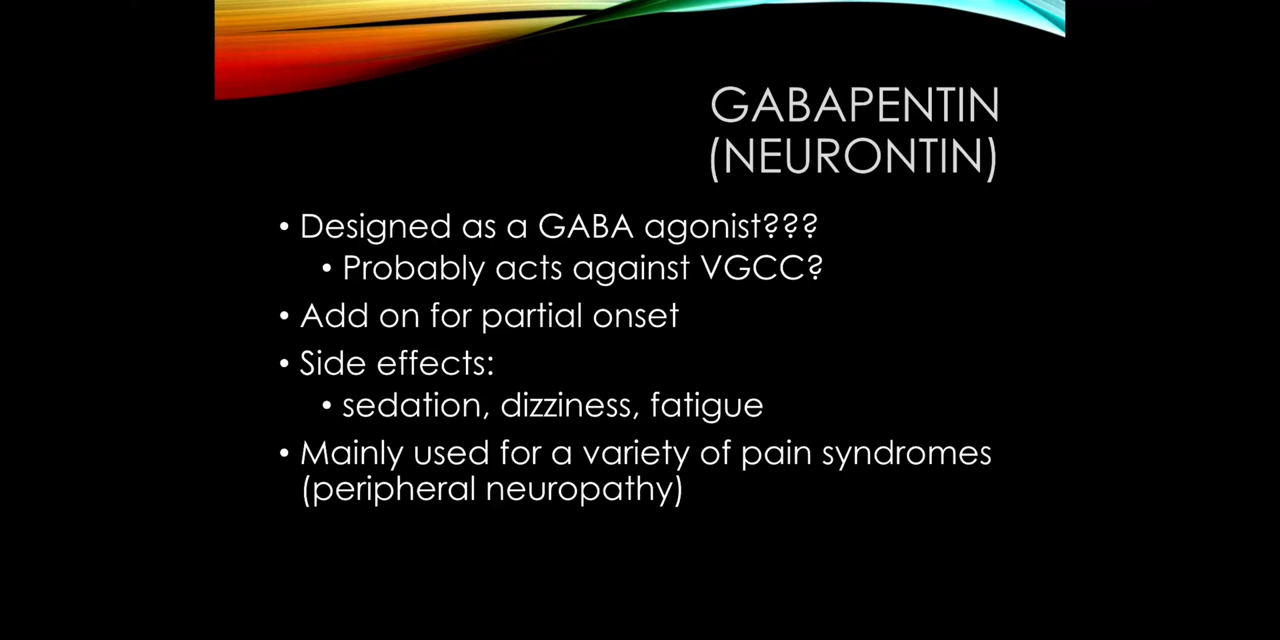 GABAPENTIN
(NEURONTIN)
• Designed as a GABA agonist???
• Probably acts against VGCC?
• Add on for partial onset
• Side effects:
• sedation, dizziness, fatigue
• Mainly used for a variety of pain syndromes
(peripheral neuropathy)